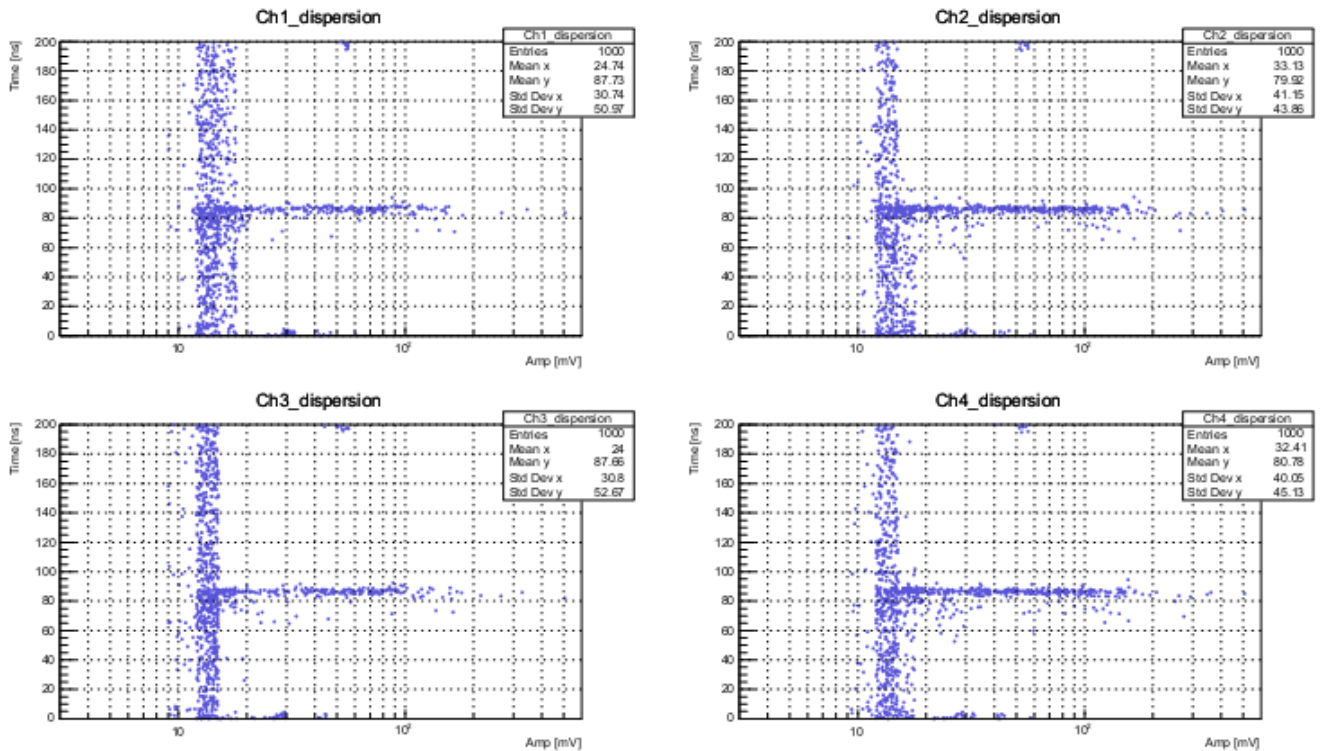 Ch1_dispersion
Time [ns]
200
180
160
140
120
100
80
60
40
20
0
10
10²
Amp [mV]
Ch1_dispersion
Entries 1000
Mean x 24.74
Mean y 87.73
Std Dev x 30.74
Std Dev y 50.97
Ch2_dispersion
Time [ns]
200
180
160
140
120
100
80
60
40
20
0
10
10²
Amp [mV]
Ch2_dispersion
Entries 1000
Mean x 33.13
Mean y 79.92
Std Dev x 41.15
Std Dev y 43.86
Ch3_dispersion
Time [ns]
200
180
160
140
120
100
80
60
40
20
0
10
10²
Amp [mV]
Ch3_dispersion
Entries 1000
Mean x 24
Mean y 87.66
Std Dev x 30.8
Std Dev y 52.67
Ch4_dispersion
Time [ns]
200
180
160
140
120
100
80
60
40
20
0
10
10²
Amp [mV]
Ch4_dispersion
Entries 1000
Mean x 32.41
Mean y 80.78
Std Dev x 40.05
Std Dev y 45.13